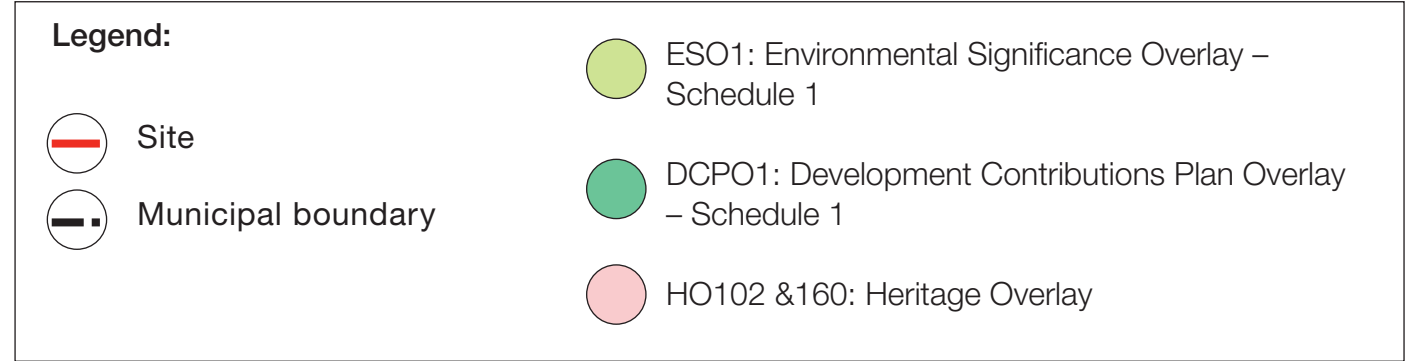 Legend:
Site
Municipal boundary
ESO1: Environmental Significance Overlay –
Schedule 1
DCPO1: Development Contributions Plan Overlay
– Schedule 1
HO102 &160: Heritage Overlay